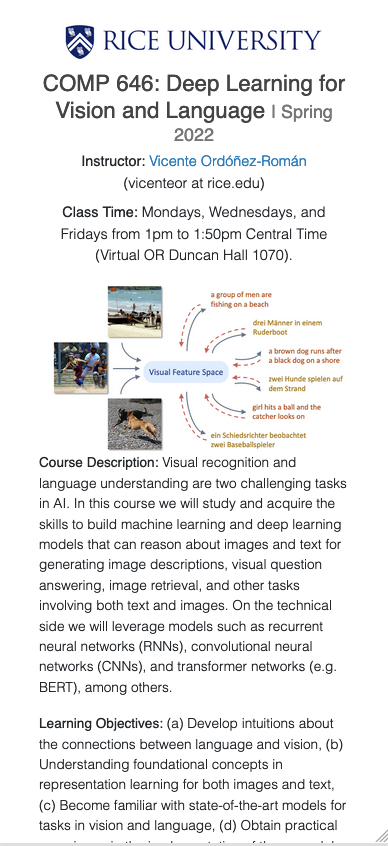 RICE UNIVERSITY
COMP 646: Deep Learning for
Vision and Language | Spring
2022
Instructor: Vicente Ordóñez-Román
(vicenteor at rice.edu)
Class Time: Mondays, Wednesdays, and
Fridays from 1pm to 1:50pm Central Time
(Virtual OR Duncan Hall 1070).
a group of men are
fishing on a beach
drei Männer in einem
Ruderboot
a brown dog runs after
a black dog on a shore
Visual Feature Space
zwei Hunde spielen auf
dem Strand
girl hits a ball and the
catcher looks on
ein Schiedsrichter beobachtet
zwei Baseballspieler
Course Description: Visual recognition and
language understanding are two challenging tasks
in AI. In this course we will study and acquire the
skills to build machine learning and deep learning
models that can reason about images and text for
generating image descriptions, visual question
answering, image retrieval, and other tasks
involving both text and images. On the technical
side we will leverage models such as recurrent
neural networks (RNNs), convolutional neural
networks (CNNs), and transformer networks (e.g.
BERT), among others.
Learning Objectives: (a) Develop intuitions about
the connections between language and vision, (b)
Understanding foundational concepts in
representation learning for both images and text,
(c) Become familiar with state-of-the-art models for
tasks in vision and language, (d) Obtain practical